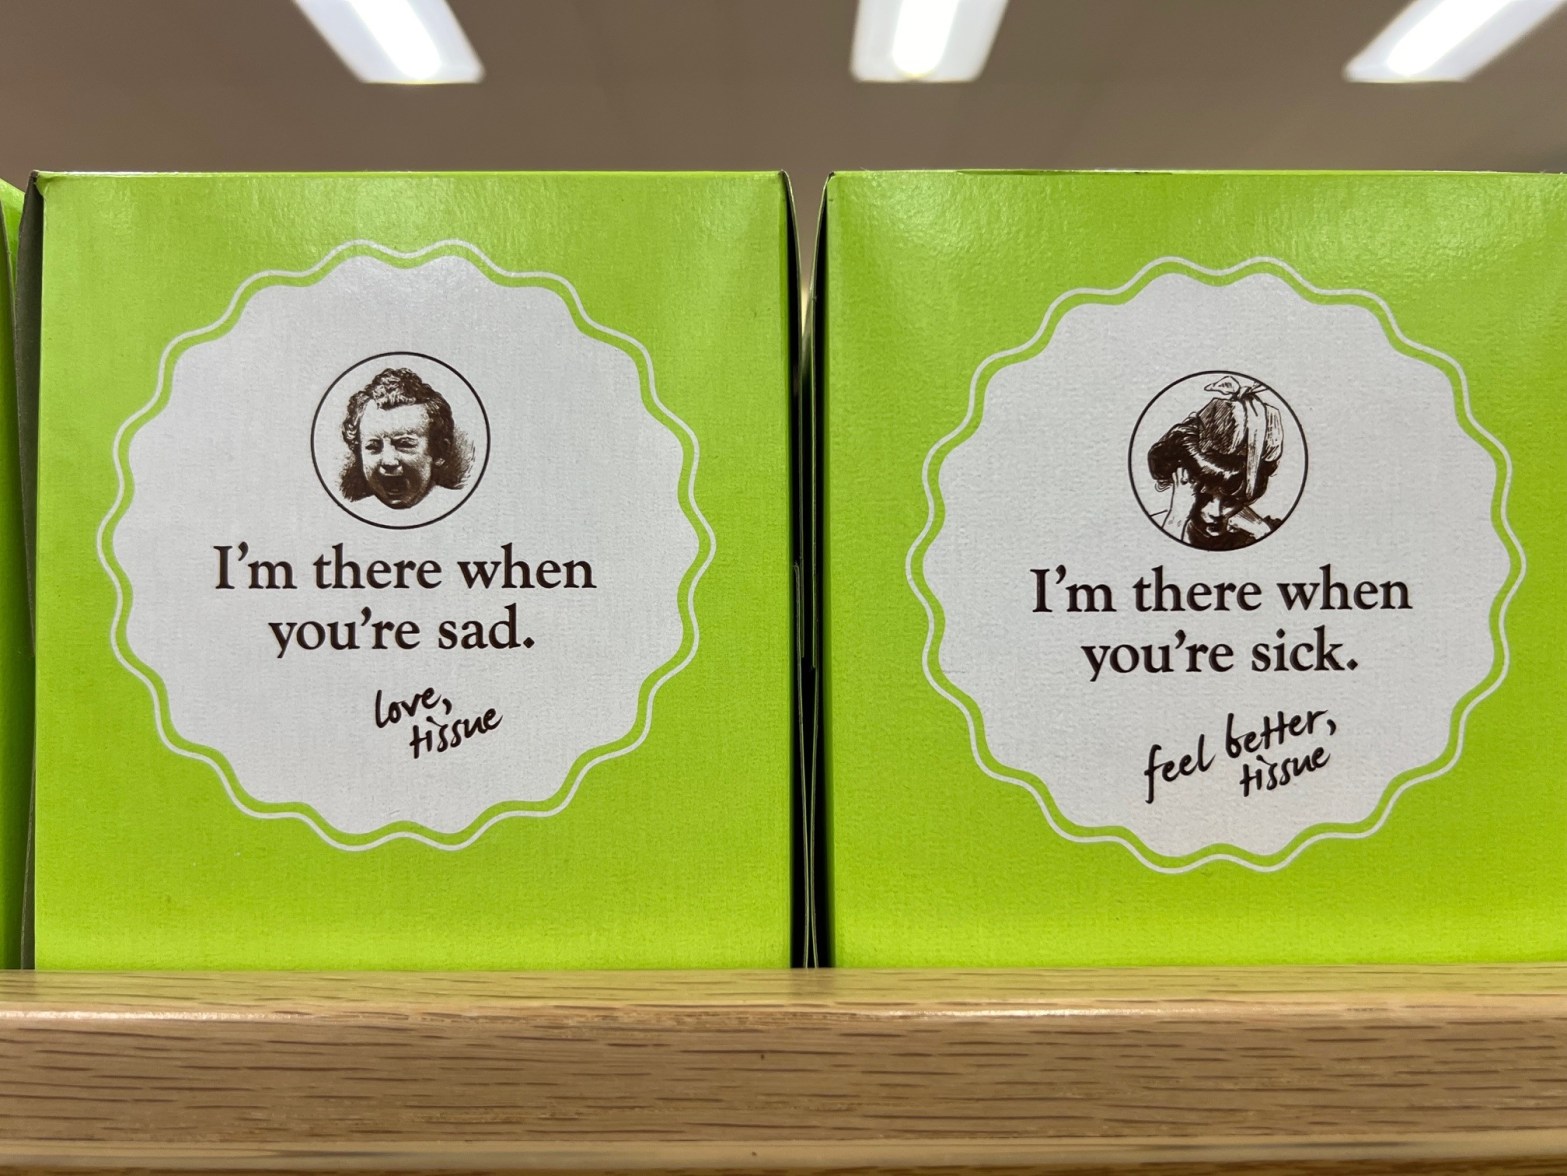 I'm there when
you're sad.
love,
tissue
I'm there when
you're sick.
feel better,
tissue